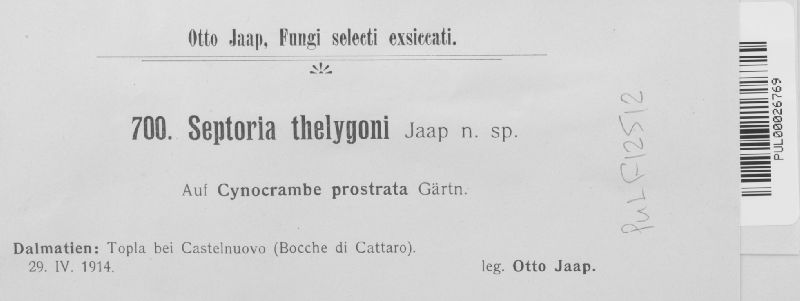 Otto Jaap, Fungi selecti exsiccati.
700. Septoria thelygoni Jaap n. sp.
Auf Cynocrambe prostrata Gärtn.
Dalmatien: Topla bei Castelnuovo (Bocche di Cattaro).
29. IV. 1914.
leg. Otto Jaap.
PUL F12512
PUL00026769